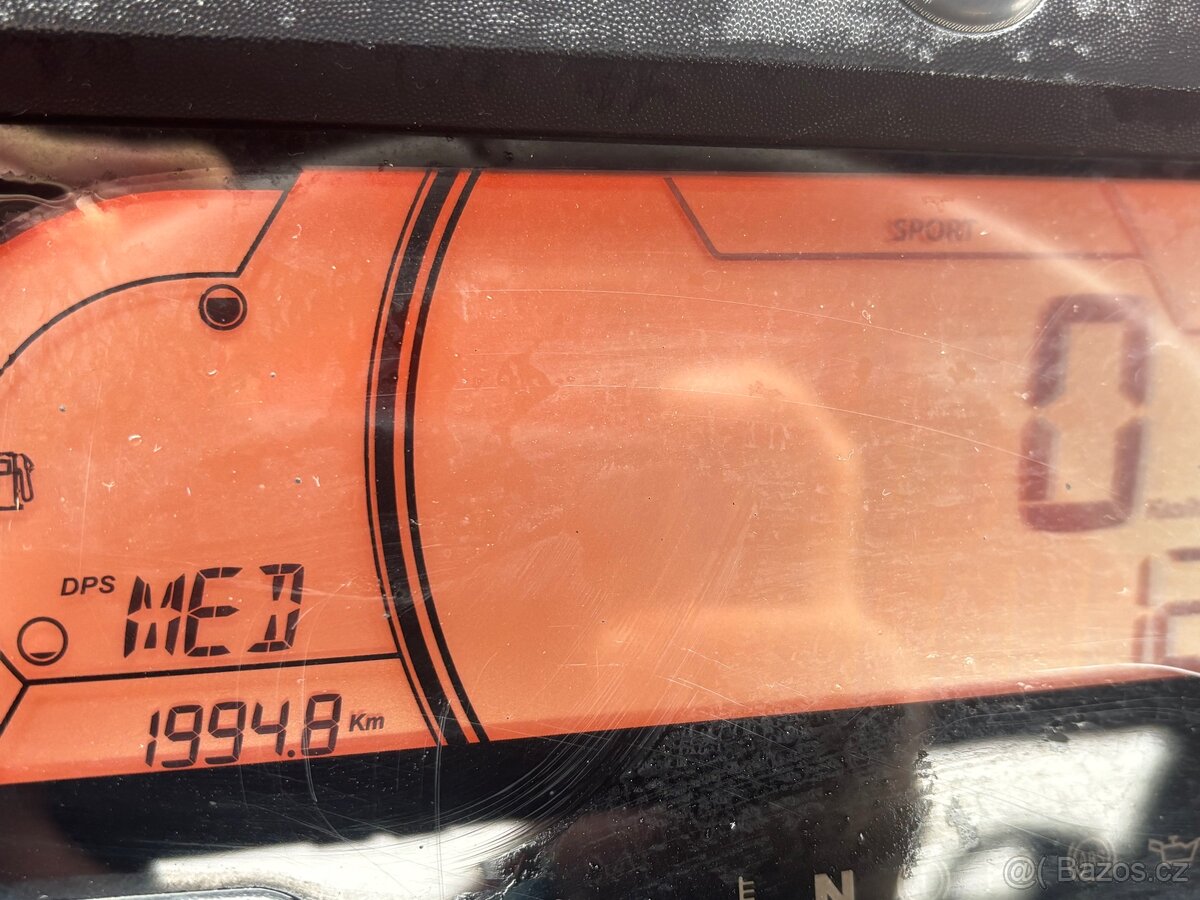 SPORT
0
DPS MED
1994.8 Km
E N
@( Bazos.cz